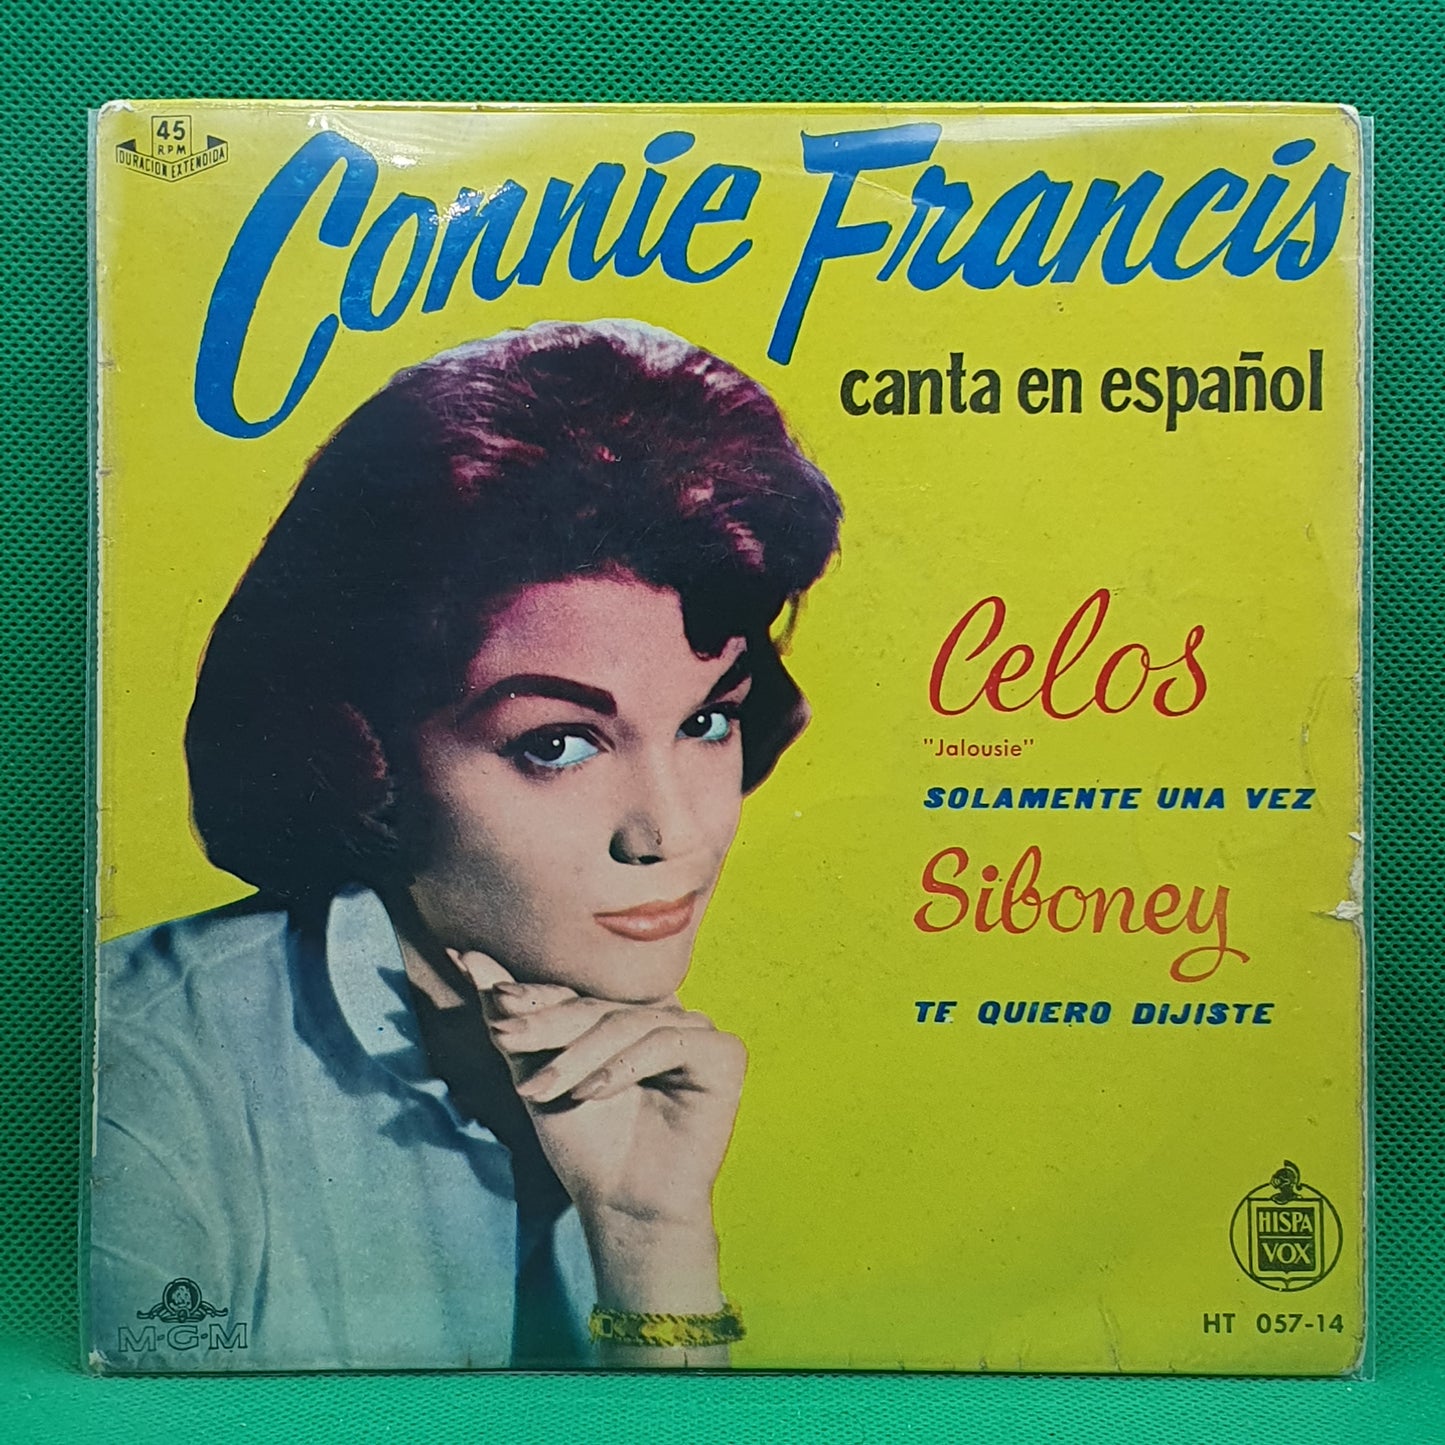 45
RPM
DURACION EXTENDIDA
Connie Francis
canta en español
Celos
"Jalousie"
SOLAMENTE UNA VEZ
Siboney
TE QUIERO DIJISTE
HISPA
VOX
HT 057-14
M-G-M